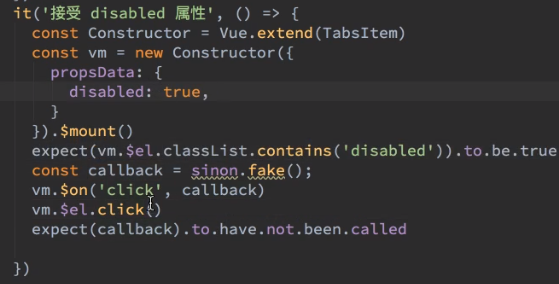 it('接受 disabled 属性', () => {
const Constructor = Vue.extend(TabsItem)
const vm = new Constructor({
propsData: {
disabled: true,
}
}).$mount()
expect(vm.$el.classList.contains('disabled')).to.be.true
const callback = sinon.fake();
vm.$on('click', callback)
vm.$el.click()
expect(callback).to.have.not.been.called
})